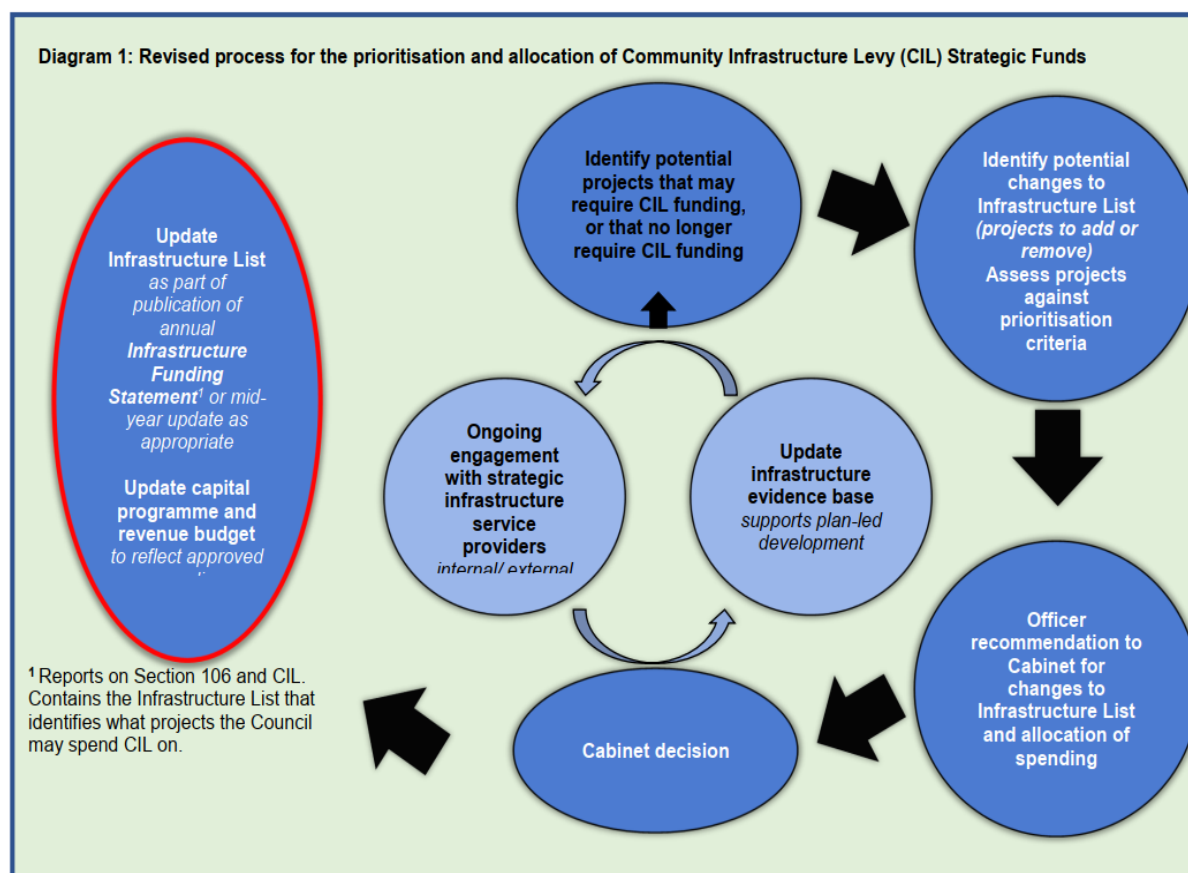 Diagram 1: Revised process for the prioritisation and allocation of Community Infrastructure Levy (CIL) Strategic Funds
Identify potential
projects that may
require CIL funding,
or that no longer
require CIL funding
Identify potential
changes to
Infrastructure List
(projects to add or
remove)
Assess projects
against
prioritisation
criteria
Officer
recommendation to
Cabinet for
changes to
Infrastructure List
and allocation of
spending
Cabinet decision
Update
Infrastructure List
as part of
publication of
annual
Infrastructure
Funding
Statement¹ or mid-
year update as
appropriate
Update capital
programme and
revenue budget
to reflect approved
Ongoing
engagement
with strategic
infrastructure
service
providers
internal/ external
Update
infrastructure
evidence base
supports plan-led
development
¹ Reports on Section 106 and CIL.
Contains the Infrastructure List that
identifies what projects the Council
may spend CIL on.